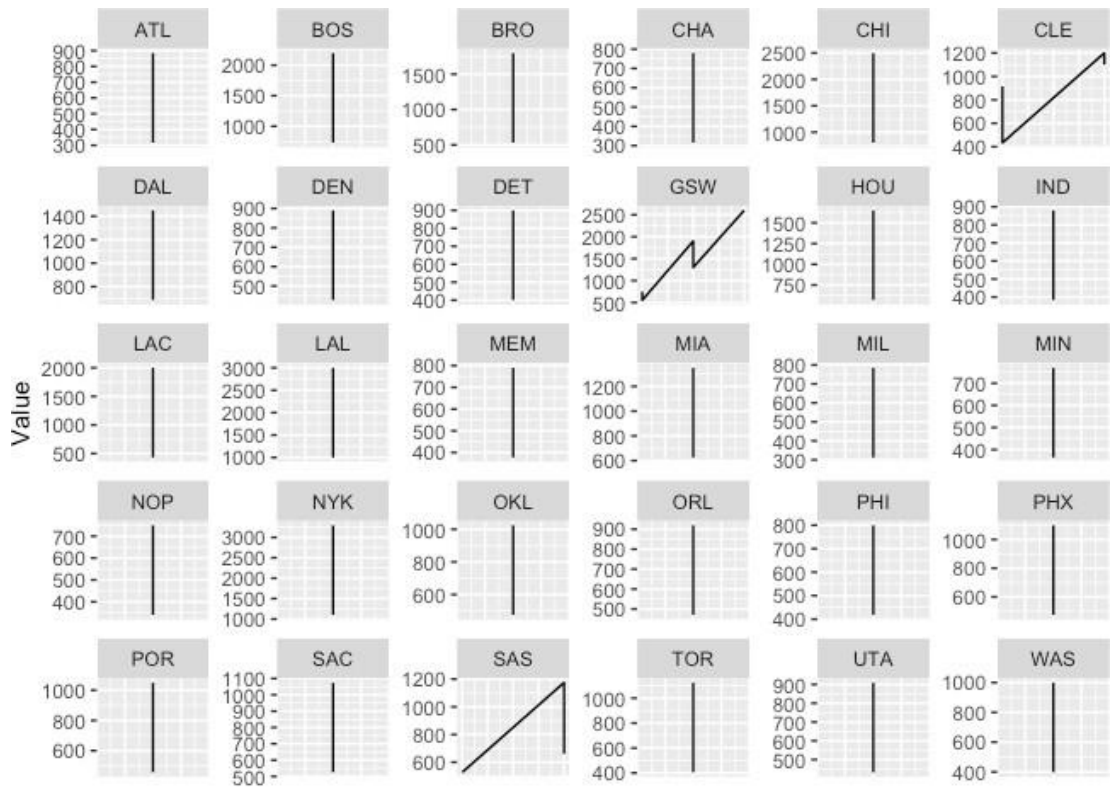 ATL BOS BRO CHA CHI CLE
900 800 700 600 500 400 300
2000 1500 1000
1500 1000 500
800 700 600 500 400 300
2500 2000 1500 1000
1200 1000 800 600 400
DAL DEN DET GSW HOU IND
1400 1200 1000 800
900 800 700 600 500
900 800 700 600 500 400
2500 2000 1500 1000 500
1500 1250 1000 750
900 800 700 600 500 400
Value
LAC LAL MEM MIA MIL MIN
2000 1500 1000 500
3000 2500 2000 1500 1000
800 700 600 500 400
1200 1000 800 600
800 700 600 500 400 300
700 600 500 400
NOP NYK OKL ORL PHI PHX
700 600 500 400
3000 2500 2000 1500 1000
1000 800 600
900 800 700 600 500
800 700 600 500 400
1000 800 600
POR SAC SAS TOR UTA WAS
1000 800 600
1100 1000 900 800 700 600 500
1200 1000 800 600
1000 800 600 400
900 800 700 600 500
1000 800 600 400